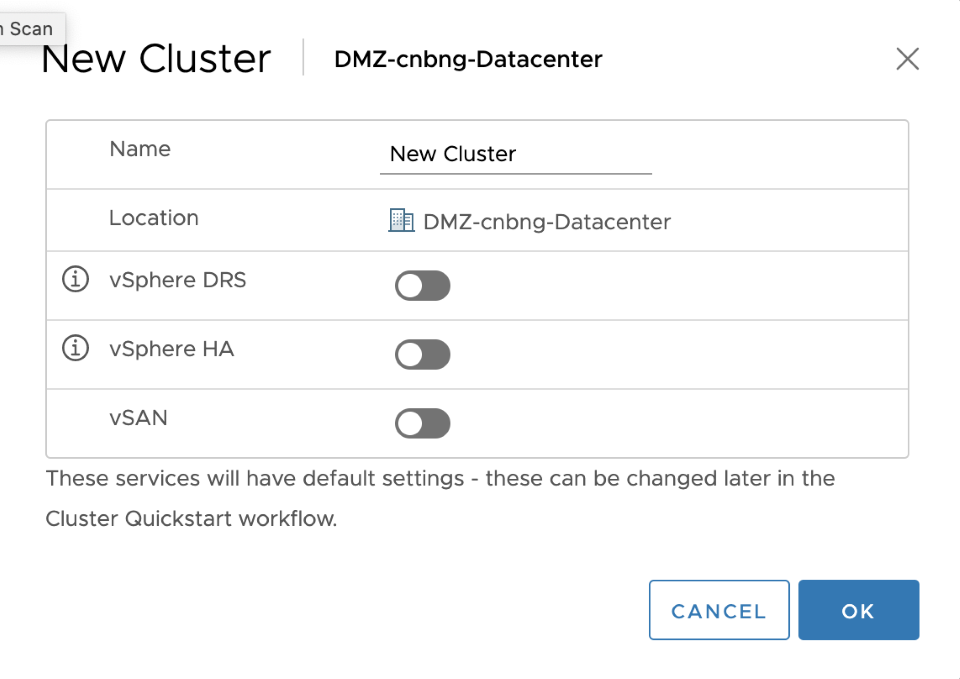 Scan
New Cluster
DMZ-cnbng-Datacenter
Name
New Cluster
Location
DMZ-cnbng-Datacenter
vSphere DRS
vSphere HA
vSAN
These services will have default settings - these can be changed later in the
Cluster Quickstart workflow.
CANCEL
OK